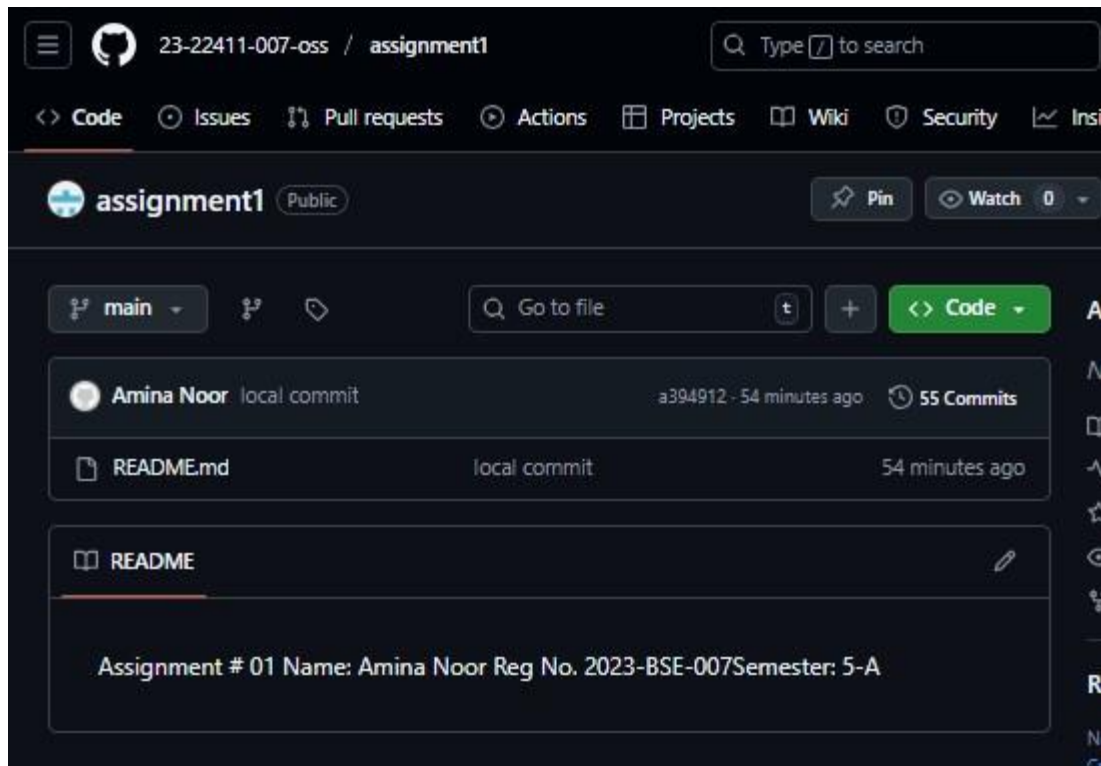 23-22411-007-oss / assignment1
Type / to search
Code Issues Pull requests Actions Projects Wiki Security
assignment1 Public
Pin Watch 0
main
Go to file t + Code
Amina Noor local commit a394912 · 54 minutes ago 55 Commits
README.md local commit 54 minutes ago
README
Assignment # 01 Name: Amina Noor Reg No. 2023-BSE-007Semester: 5-A